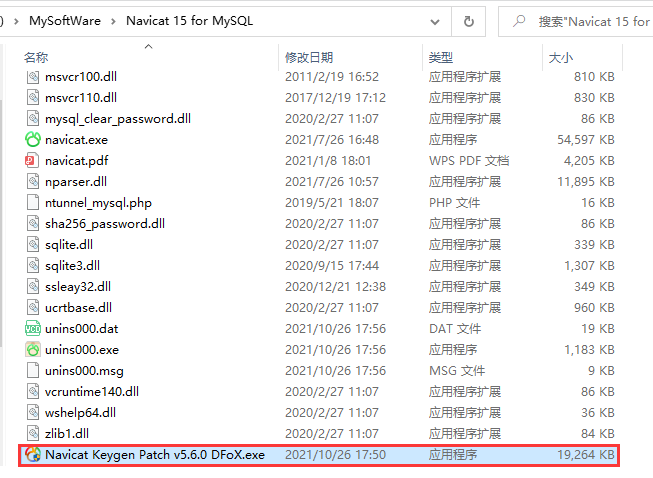 ) > MySoftWare > Navicat 15 for MySQL 搜索"Navicat 15 for
名称 修改日期 类型 大小
msvcr100.dll 2011/2/19 16:52 应用程序扩展 810 KB
msvcr110.dll 2017/12/19 17:12 应用程序扩展 830 KB
mysql_clear_password.dll 2020/2/27 11:07 应用程序扩展 86 KB
navicat.exe 2021/7/26 16:48 应用程序 54,597 KB
navicat.pdf 2021/1/8 18:01 WPS PDF 文档 4,205 KB
nparser.dll 2021/7/26 10:57 应用程序扩展 11,895 KB
ntunnel_mysql.php 2019/5/21 18:07 PHP 文件 16 KB
sha256_password.dll 2020/2/27 11:07 应用程序扩展 86 KB
sqlite.dll 2020/2/27 11:07 应用程序扩展 339 KB
sqlite3.dll 2020/9/15 17:44 应用程序扩展 1,307 KB
ssleay32.dll 2020/12/21 12:38 应用程序扩展 349 KB
ucrtbase.dll 2020/2/27 11:07 应用程序扩展 960 KB
unins000.dat 2021/10/26 17:56 DAT 文件 19 KB
unins000.exe 2021/10/26 17:56 应用程序 1,183 KB
unins000.msg 2021/10/26 17:56 MSG 文件 9 KB
vcruntime140.dll 2020/2/27 11:07 应用程序扩展 86 KB
wshelp64.dll 2020/2/27 11:07 应用程序扩展 36 KB
zlib1.dll 2020/2/27 11:07 应用程序扩展 84 KB
Navicat Keygen Patch v5.6.0 DFoX.exe 2021/10/26 17:50 应用程序 19,264 KB